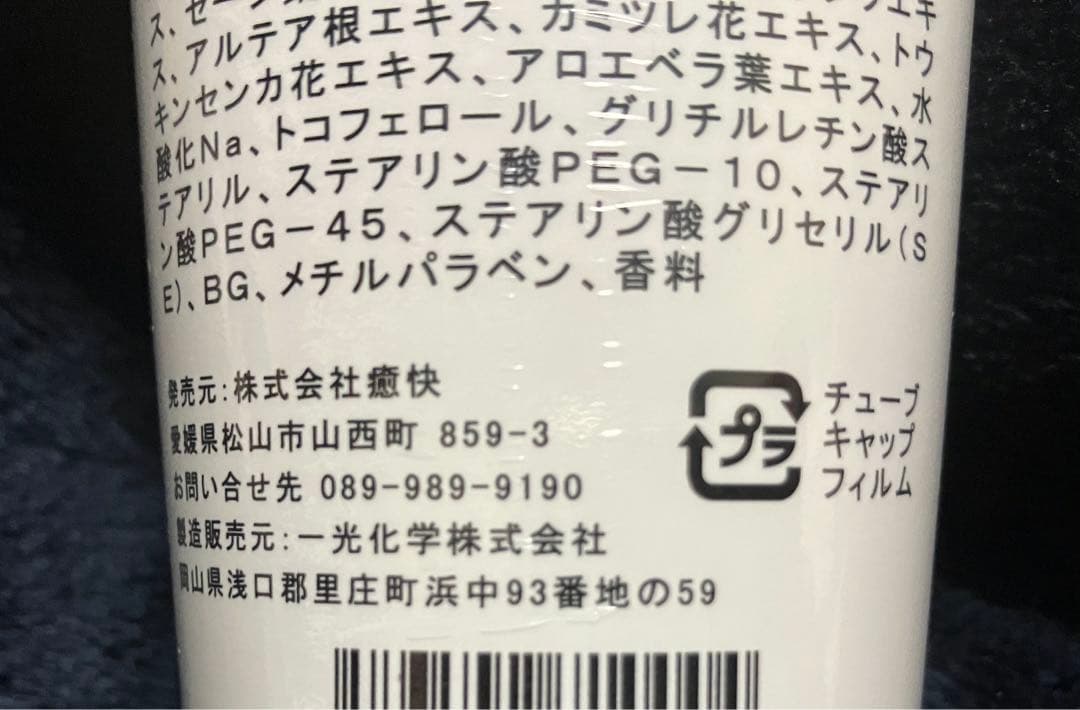 ス、アルテア根エキス、カミツレ花エキス、トウ
キンセンカ花エキス、アロエベラ葉エキス、水
酸化Na、トコフェロール、グリチルレチン酸ス
テアリル、ステアリン酸PEG－10、ステアリ
ン酸PEG－45、ステアリン酸グリセリル(S
E)、BG、メチルパラベン、香料
発売元:株式会社癒快
愛媛県松山市山西町 859-3
お問い合せ先 089-989-9190
製造販売元:一光化学株式会社
岡山県浅口郡里庄町浜中93番地の59
プラ
チューブ
キャップ
フィルム